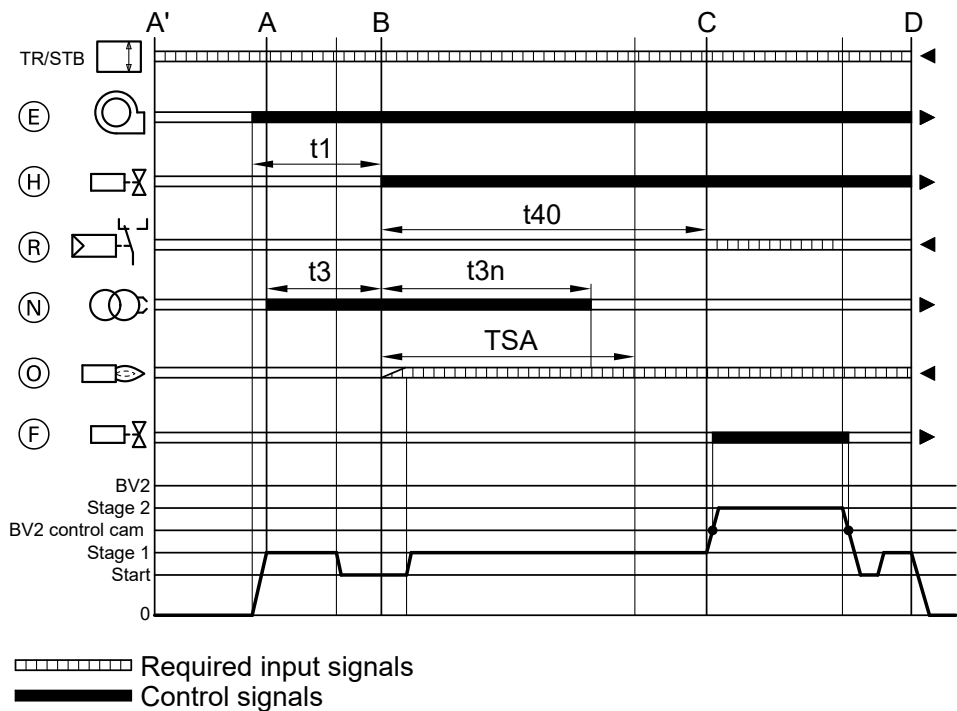 A' A B C D
TR/STB
E
t1
H
t40
R
t3 t3n
N
TSA
O
F
BV2
Stage 2
BV2 control cam
Stage 1
Start
0
Required input signals
Control signals